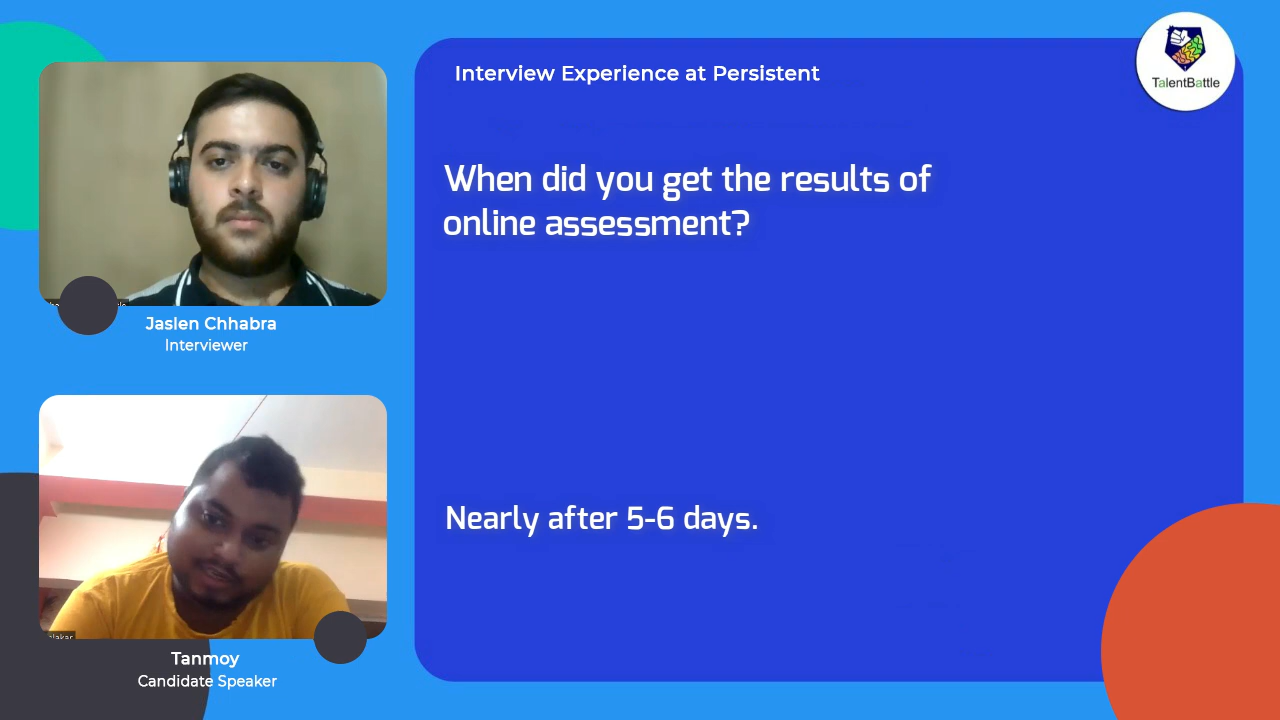 Interview Experience at Persistent
TalentBattle
When did you get the results of
online assessment?
Jaslen Chhabra
Interviewer
Nearly after 5-6 days.
Tanmoy
Candidate Speaker